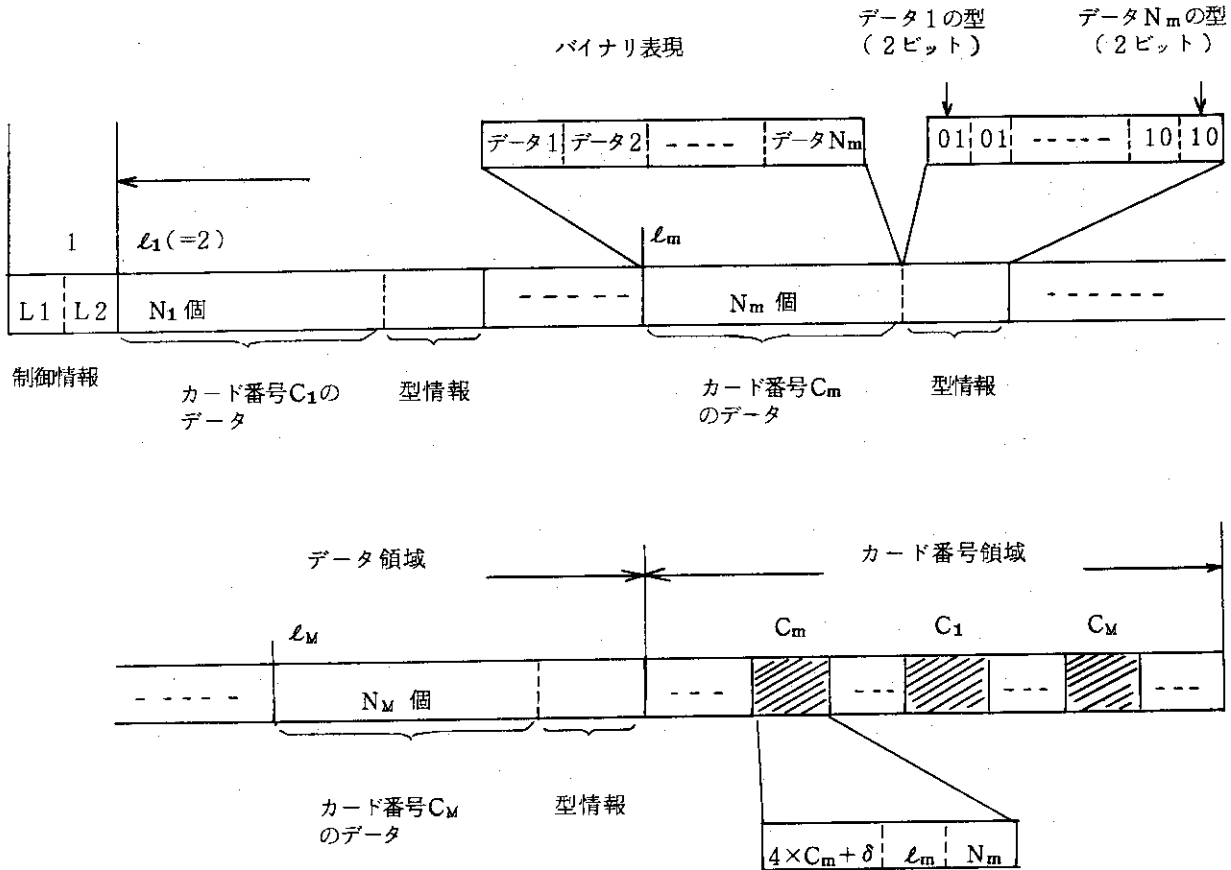 データ1の型
(2ビット)
データNmの型
(2ビット)
バイナリ表現
データ1 データ2 ---- データNm
01 01 ----- 10 10
1
ℓ1(=2)
ℓm
L1 L2 N1個 ----- Nm 個 -----
制御情報
カード番号C1の
データ
型情報
カード番号Cm
のデータ
型情報
データ領域
カード番号領域
ℓM
Cm
C1
CM
----- NM 個 --- --- --- ---
カード番号CM
のデータ
型情報
4×Cm+δ ℓm Nm